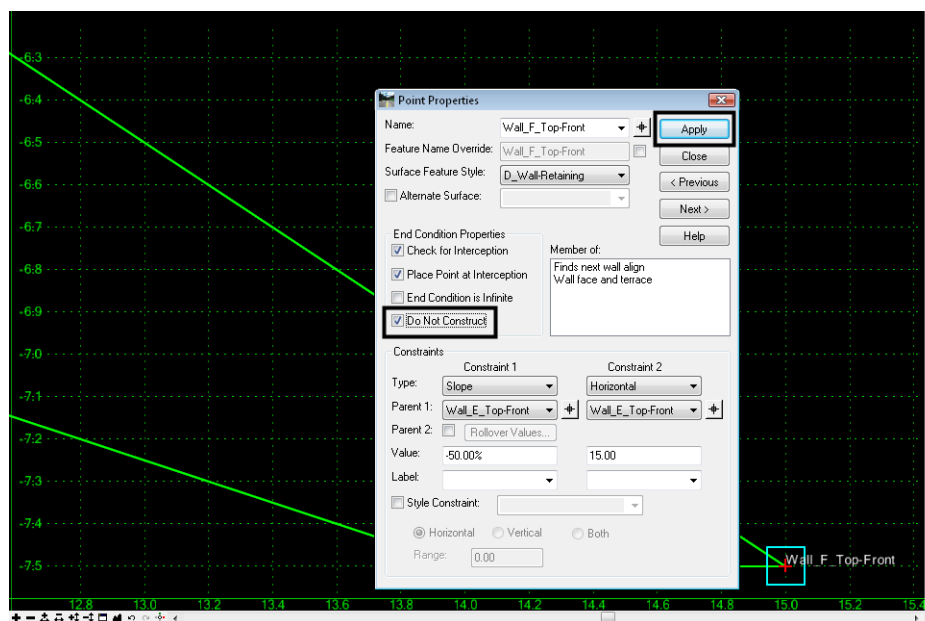 -6.3
-6.4
-6.5
-6.6
-6.7
-6.8
-6.9
-7.0
-7.1
-7.2
-7.3
-7.4
-7.5
Point Properties
Name: Wall_F_Top-Front Apply
Feature Name Override: Wall_F_Top-Front Close
Surface Feature Style: D_Wall-Retaining < Previous
Alternate Surface: Next >
Help
End Condition Properties
Check for Interception
Place Point at Interception
End Condition is Infinite
Do Not Construct
Member of:
Finds next wall align
Wall face and terrace
Constraints
Constraint 1 Constraint 2
Type: Slope Horizontal
Parent 1: Wall_E_Top-Front Wall_E_Top-Front
Parent 2: Rollover Values...
Value: -50.00% 15.00
Label:
Style Constraint:
Horizontal Vertical Both
Range: 0.00
Wall_F_Top-Front
12.8 13.0 13.2 13.4 13.6 13.8 14.0 14.2 14.4 14.6 14.8 15.0 15.2 15.4